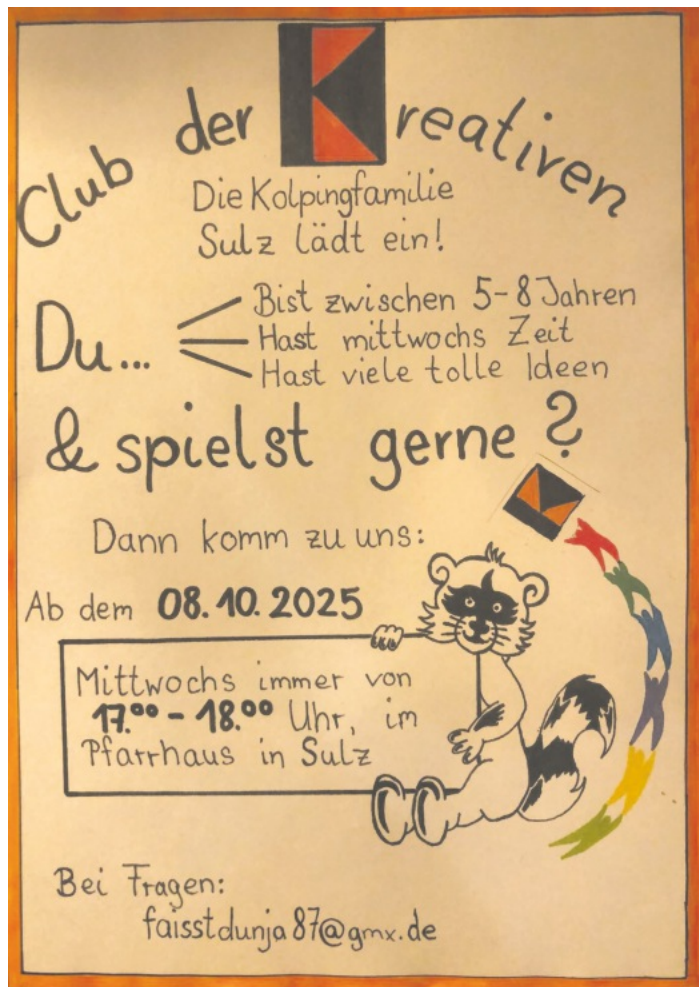 Club der Kreativen
Die Kolpingfamilie
Sulz lädt ein!
Du...
Bist zwischen 5-8 Jahren
Hast mittwochs Zeit
Hast viele tolle Ideen
& spielst gerne?
Dann komm zu uns:
Ab dem 08.10.2025
Mittwochs immer von
17.⁰⁰ - 18.⁰⁰ Uhr, im
Pfarrhaus in Sulz
Bei Fragen:
faisstdunja87@gmx.de